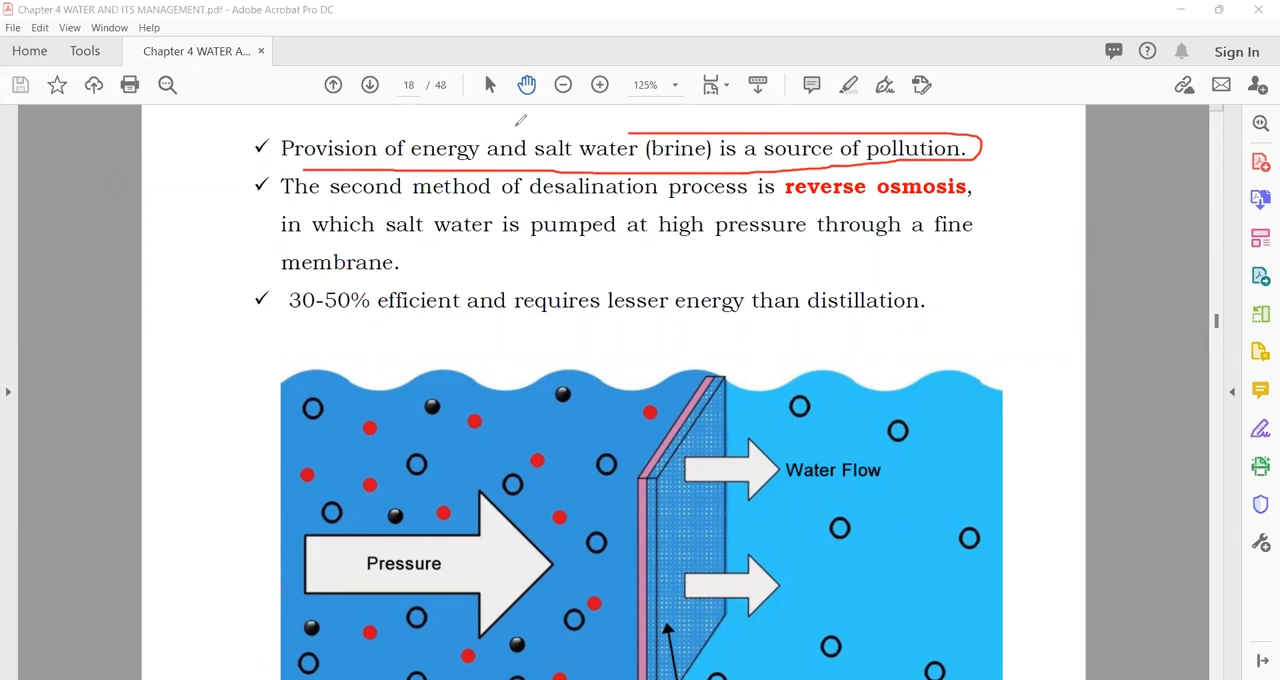 Chapter 4 WATER AND ITS MANAGEMENT.pdf - Adobe Acrobat Pro DC
File Edit View Window Help
Home Tools Chapter 4 WATER A... × Sign In
18 / 48 125%
✓ Provision of energy and salt water (brine) is a source of pollution.
✓ The second method of desalination process is reverse osmosis,
in which salt water is pumped at high pressure through a fine
membrane.
✓ 30-50% efficient and requires lesser energy than distillation.
Water Flow
Pressure